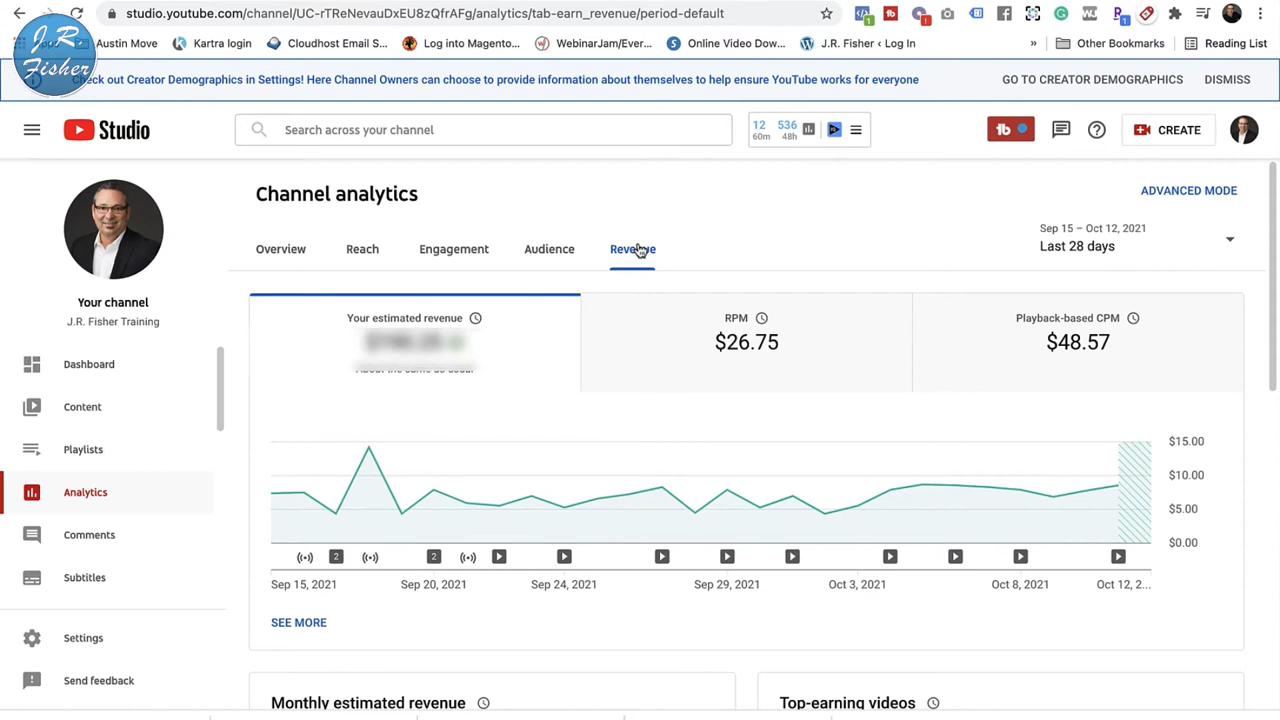 studio.youtube.com/channel/UC-rTReNevauDxEU8zQfrAFg/analytics/tab-earn_revenue/period-default
J.R. Fisher
Austin Move
Kartra login
Cloudhost Email S...
Log into Magento...
WebinarJam/Ever...
Online Video Dow...
J.R. Fisher ‹ Log In
»
Other Bookmarks
Reading List
Check out Creator Demographics in Settings! Here Channel Owners can choose to provide information about themselves to help ensure YouTube works for everyone
GO TO CREATOR DEMOGRAPHICS
DISMISS
Studio
Search across your channel
12 536
60m 48h
tb
CREATE
Channel analytics
ADVANCED MODE
Overview
Reach
Engagement
Audience
Revenue
Sep 15 – Oct 12, 2021
Last 28 days
Your channel
J.R. Fisher Training
Dashboard
Content
Playlists
Analytics
Comments
Subtitles
Settings
Send feedback
Your estimated revenue
About the same as usual
RPM
$26.75
Playback-based CPM
$48.57
$15.00
$10.00
$5.00
$0.00
2
2
Sep 15, 2021
Sep 20, 2021
Sep 24, 2021
Sep 29, 2021
Oct 3, 2021
Oct 8, 2021
Oct 12, 2...
SEE MORE
Monthly estimated revenue
Top-earning videos